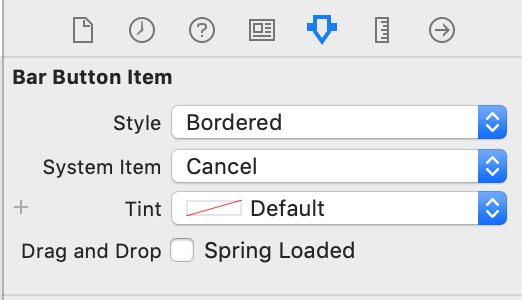 Bar Button Item
Style Bordered
System Item Cancel
Tint Default
Drag and Drop Spring Loaded